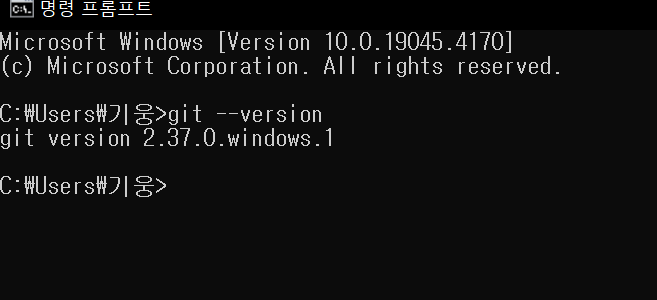 명령 프롬프트
Microsoft Windows [Version 10.0.19045.4170]
(c) Microsoft Corporation. All rights reserved.
C:₩Users₩기웅>git --version
git version 2.37.0.windows.1
C:₩Users₩기웅>